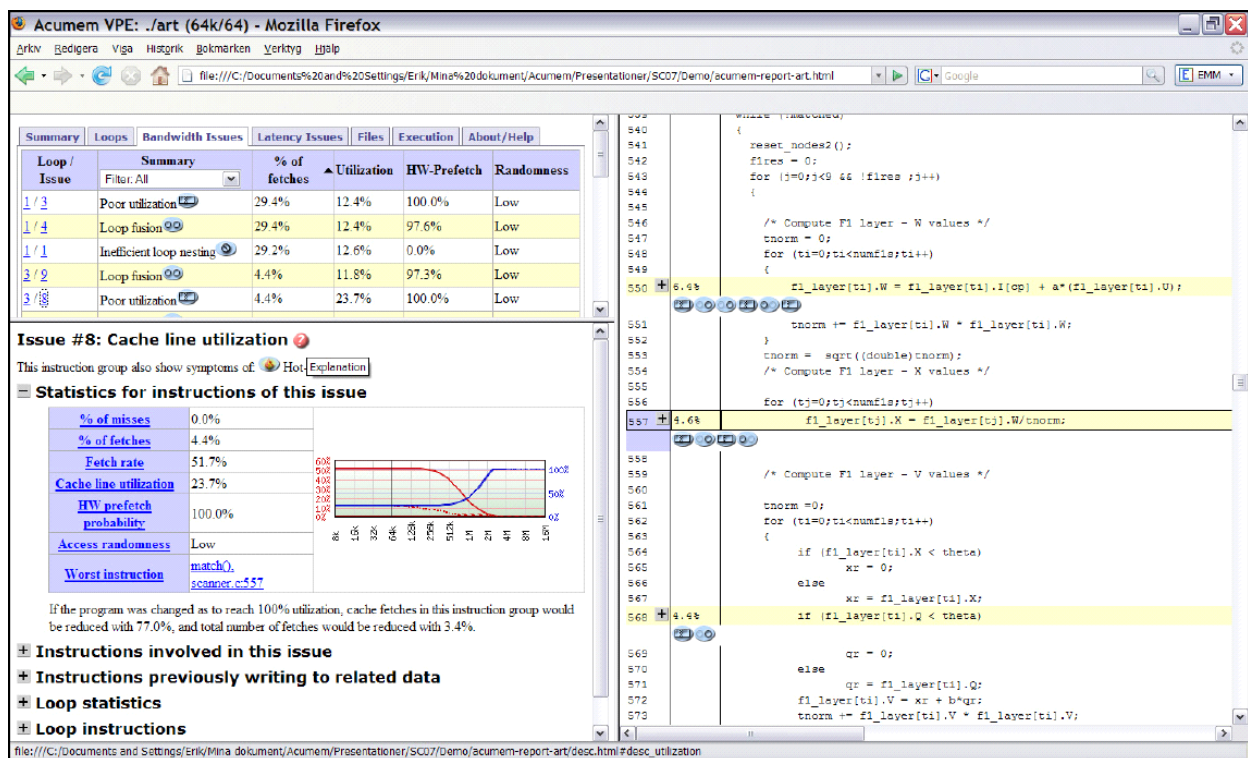 Acumem VPE: ./art (64k/64) - Mozilla Firefox
Arkiv Redigera Visa Historik Bokmärken Verktyg Hjälp
file:///C:/Documents%20and%20Settings/Erik/Mina%20dokument/Acumem/Presentationer/SC07/Demo/acumem-report-art.html Google EMM
Summary Loops Bandwidth Issues Latency Issues Files Execution About/Help
Loop / Issue Summary % of fetches Utilization HW-Prefetch Randomness
Filter: All
1 / 3 Poor utilization 29.4% 12.4% 100.0% Low
1 / 4 Loop fusion 29.4% 12.4% 97.6% Low
1 / 1 Inefficient loop nesting 29.2% 12.6% 0.0% Low
3 / 9 Loop fusion 4.4% 11.8% 97.3% Low
3 / 8 Poor utilization 4.4% 23.7% 100.0% Low
Issue #8: Cache line utilization
This instruction group also show symptoms of: Hot-
Explanation
Statistics for instructions of this issue
% of misses 0.0%
% of fetches 4.4%
Fetch rate 51.7%
Cache line utilization 23.7%
HW prefetch probability 100.0%
Access randomness Low
Worst instruction match(), scanner.c:557
60%
50%
40%
30%
20%
10%
0%
100%
50%
0%
8k 16k 32k 64k 128k 256k 512k 1M 2M 4M 8M 16M
If the program was changed as to reach 100% utilization, cache fetches in this instruction group would
be reduced with 77.0%, and total number of fetches would be reduced with 3.4%.
Instructions involved in this issue
Instructions previously writing to related data
Loop statistics
Loop instructions
539 while (!matched)
540 {
541 reset_nodes2();
542 f1res = 0;
543 for (j=0;j<9 && !f1res ;j++)
544 {
545
546 /* Compute F1 layer - W values */
547 tnorm = 0;
548 for (ti=0;ti<numf1s;ti++)
549 {
550 6.4% f1_layer[ti].W = f1_layer[ti].I[cp] + a*(f1_layer[ti].U);
551 tnorm += f1_layer[ti].W * f1_layer[ti].W;
552 }
553 tnorm = sqrt((double)tnorm);
554 /* Compute F1 layer - X values */
555
556 for (tj=0;tj<numf1s;tj++)
557 4.6% f1_layer[tj].X = f1_layer[tj].W/tnorm;
558
559 /* Compute F1 layer - V values */
560
561 tnorm =0;
562 for (ti=0;ti<numf1s;ti++)
563 {
564 if (f1_layer[ti].X < theta)
565 xr = 0;
566 else
567 xr = f1_layer[ti].X;
568 4.4% if (f1_layer[ti].Q < theta)
569 qr = 0;
570 else
571 qr = f1_layer[ti].Q;
572 f1_layer[ti].V = xr + b*qr;
573 tnorm += f1_layer[ti].V * f1_layer[ti].V;
file:///C:/Documents and Settings/Erik/Mina dokument/Acumem/Presentationer/SC07/Demo/acumem-report-art/desc.html#desc_utilization